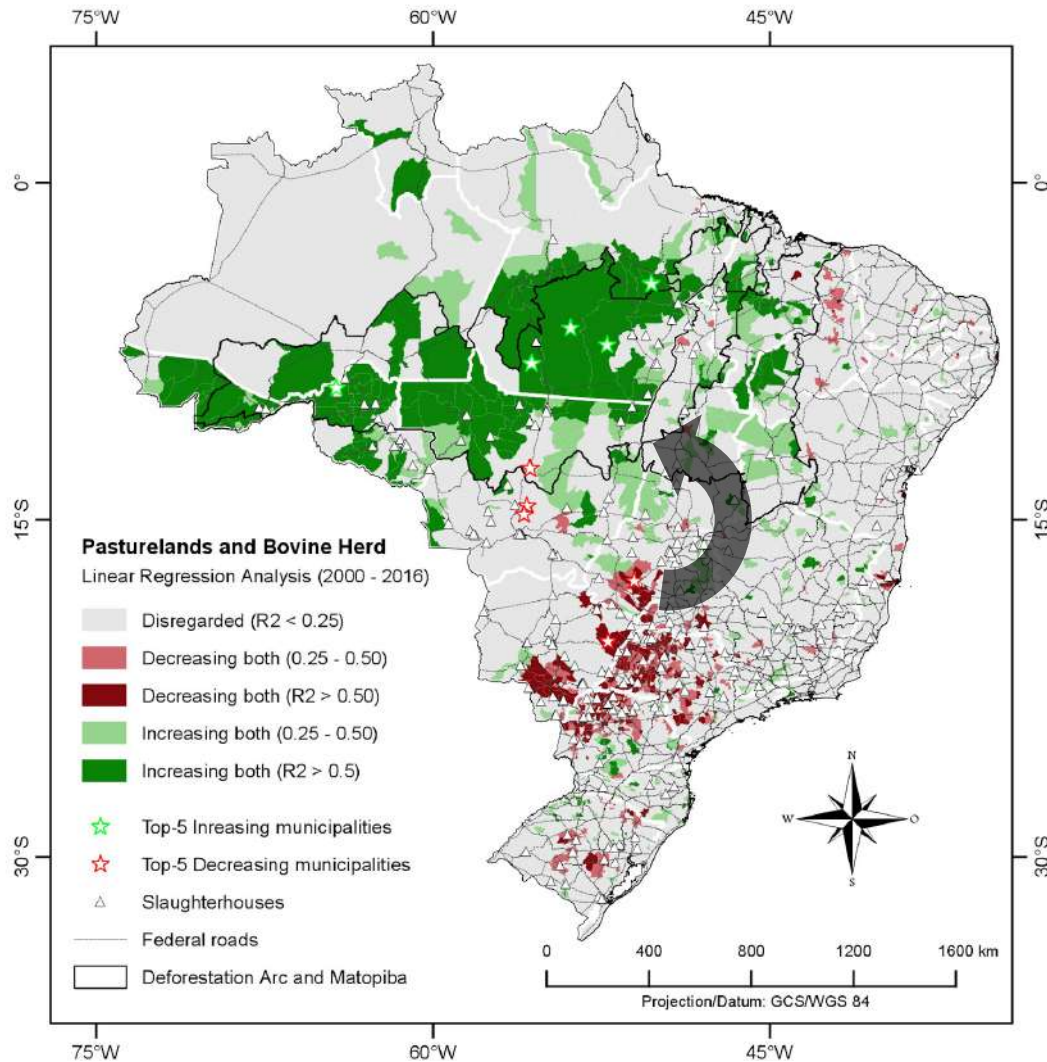 75°W 60°W 45°W
0° 0°
15°S 15°S
Pasturelands and Bovine Herd
Linear Regression Analysis (2000 - 2016)
Disregarded (R2 < 0.25)
Decreasing both (0.25 - 0.50)
Decreasing both (R2 > 0.50)
Increasing both (0.25 - 0.50)
Increasing both (R2 > 0.5)
Top-5 Inreasing municipalities
Top-5 Decreasing municipalities
Slaughterhouses
Federal roads
Deforestation Arc and Matopiba
N
W O
S
30°S 30°S
0 400 800 1200 1600 km
Projection/Datum: GCS/WGS 84
75°W 60°W 45°W